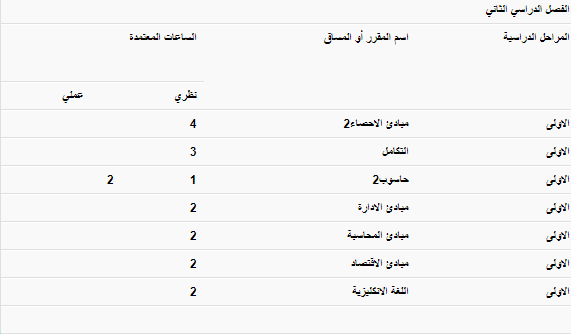 الفصل الدراسي الثاني
المراحل الدراسية اسم المقرر أو المساق الساعات المعتمدة
نظري عملي
الاولى مبادئ الاحصاء2 4
الاولى التكامل 3
الاولى حاسوب2 1 2
الاولى مبادئ الادارة 2
الاولى مبادئ المحاسبة 2
الاولى مبادئ الاقتصاد 2
الاولى اللغة الانكليزية 2